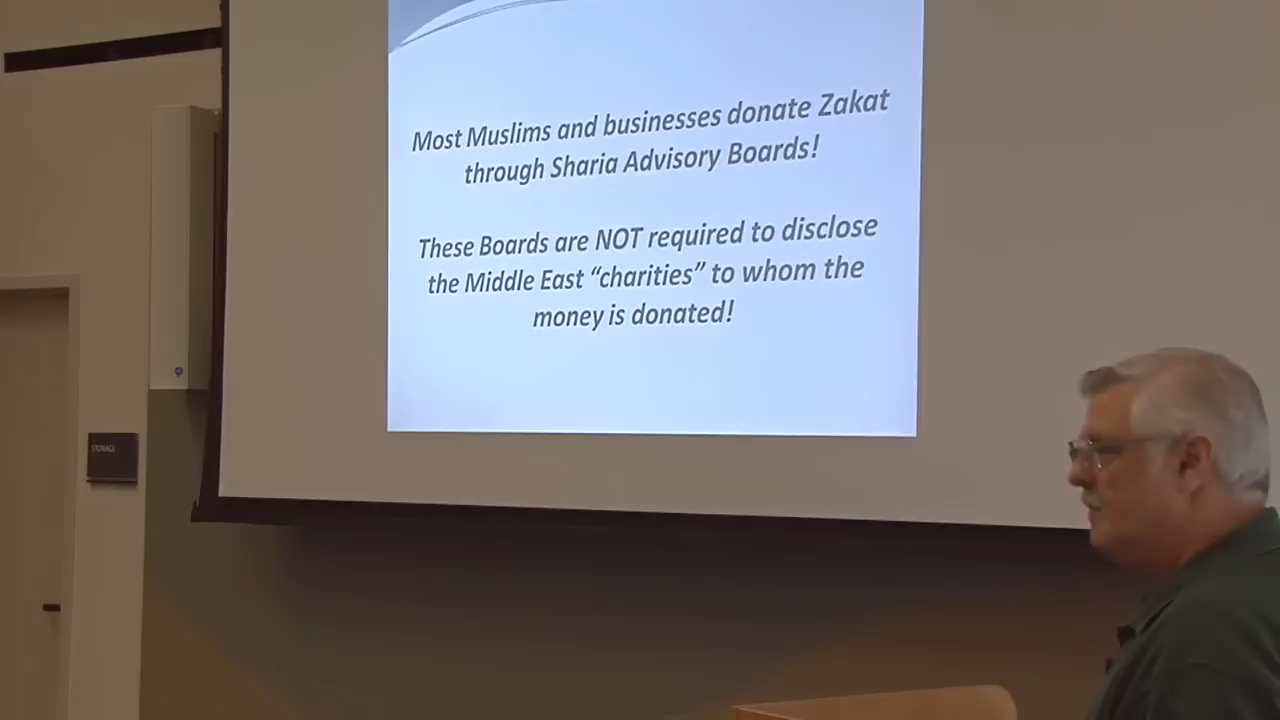 Most Muslims and businesses donate Zakat
through Sharia Advisory Boards!
These Boards are NOT required to disclose
the Middle East “charities” to whom the
money is donated!
STORAGE